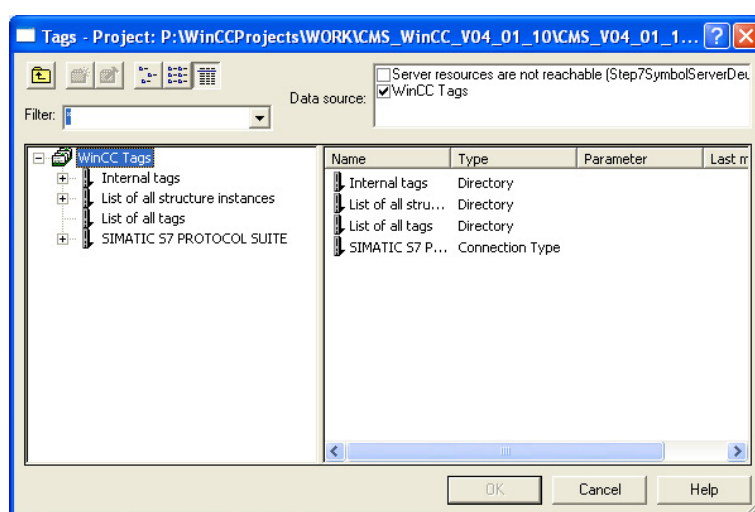 Tags - Project: P:\WinCCProjects\WORK\CMS_WinCC_V04_01_10\CMS_V04_01_1...
Server resources are not reachable (Step7SymbolServerDeu
Data source:
WinCC Tags
Filter: *
WinCC Tags
Internal tags
List of all structure instances
List of all tags
SIMATIC S7 PROTOCOL SUITE
Name Type Parameter Last m
Internal tags Directory
List of all stru... Directory
List of all tags Directory
SIMATIC S7 P... Connection Type
OK Cancel Help